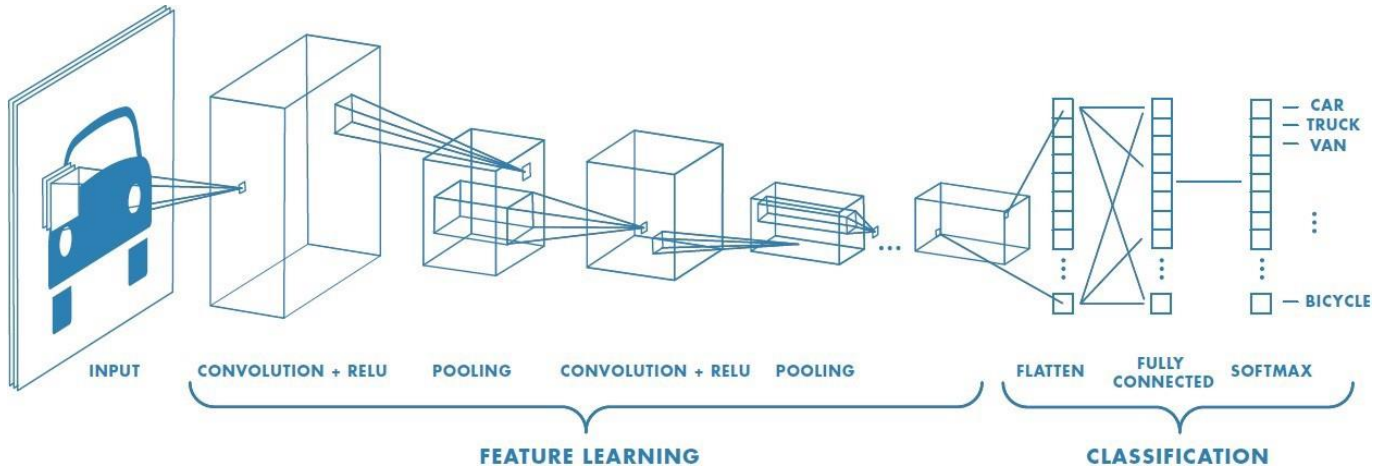 CAR
TRUCK
VAN
BICYCLE
INPUT
CONVOLUTION + RELU
POOLING
CONVOLUTION + RELU
POOLING
FLATTEN
FULLY
CONNECTED
SOFTMAX
FEATURE LEARNING
CLASSIFICATION